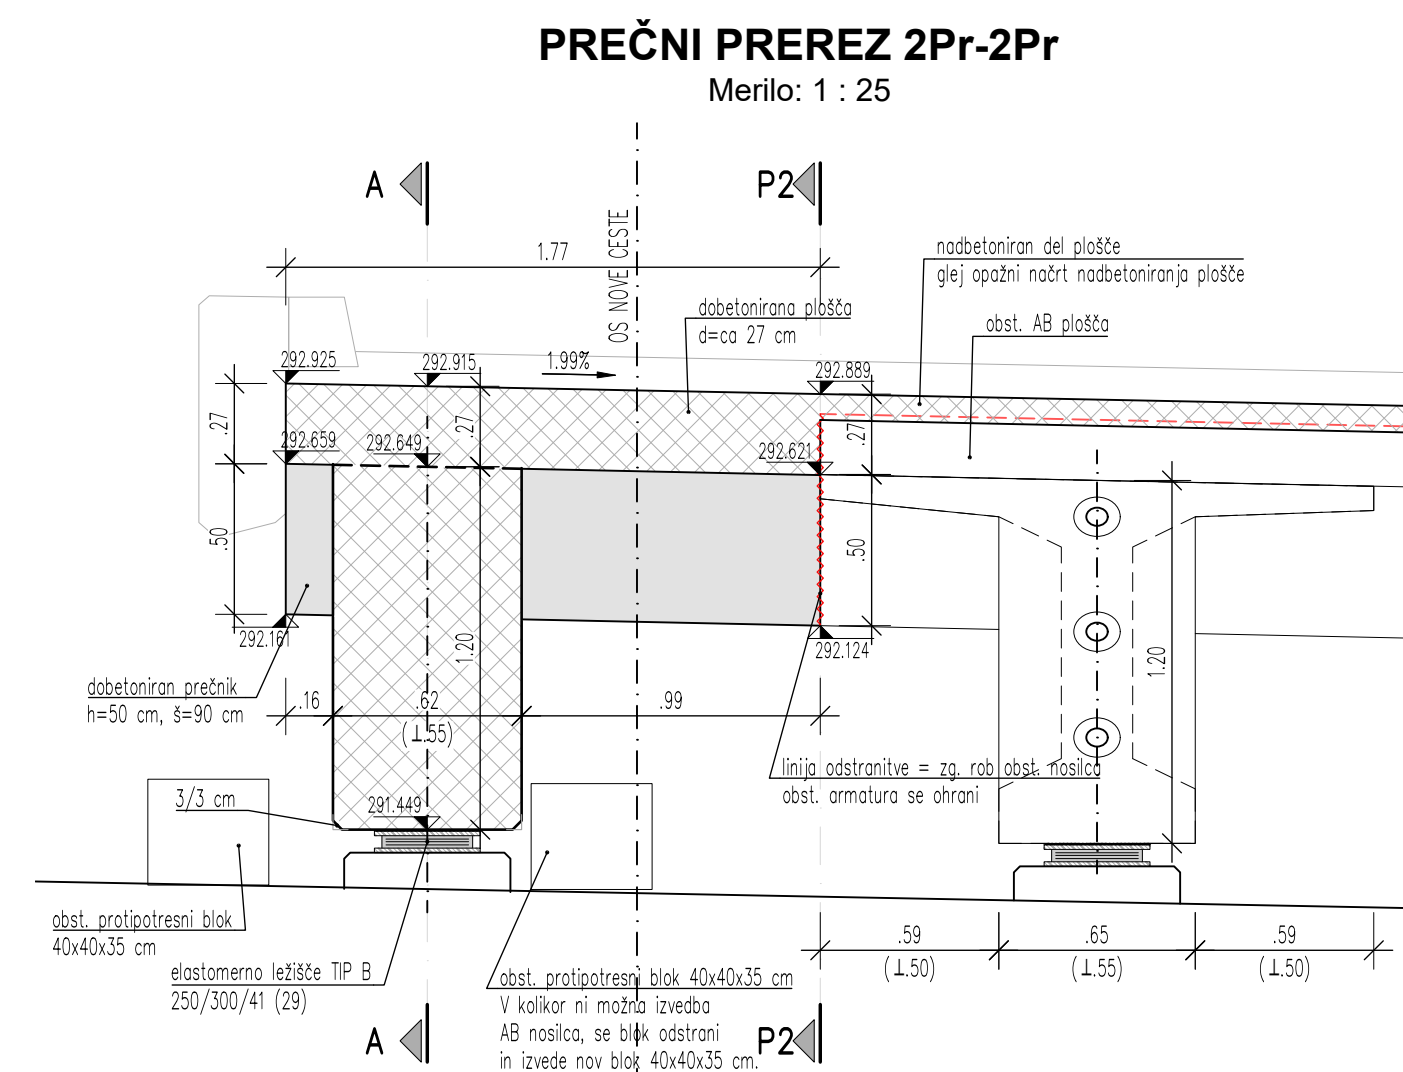 PREČNI PREREZ 2Pr-2Pr
Merilo: 1 : 25
A
P2
OS NOVE CESTE
1.77
nadbetoniran del plošče
glej opažni načrt nadbetoniranja plošče
dobetonirana plošča
d=ca 27 cm
obst. AB plošča
292.925
292.915
1.99%
292.889
.27
.27
.27
292.659
292.649
292.621
.50
.50
292.161
292.124
1.20
1.20
dobetoniran prečnik
h=50 cm, š=90 cm
.16
.62
(⊥.55)
.99
linija odstranitve = zg. rob obst. nosilca
obst. armatura se ohrani
3/3 cm
291.449
obst. protipotresni blok
40x40x35 cm
elastomerno ležišče TIP B
250/300/41 (29)
obst. protipotresni blok 40x40x35 cm
V kolikor ni možna izvedba
AB nosilca, se blok odstrani
in izvede nov blok 40x40x35 cm.
.59
(⊥.50)
.65
(⊥.55)
.59
(⊥.50)
A
P2